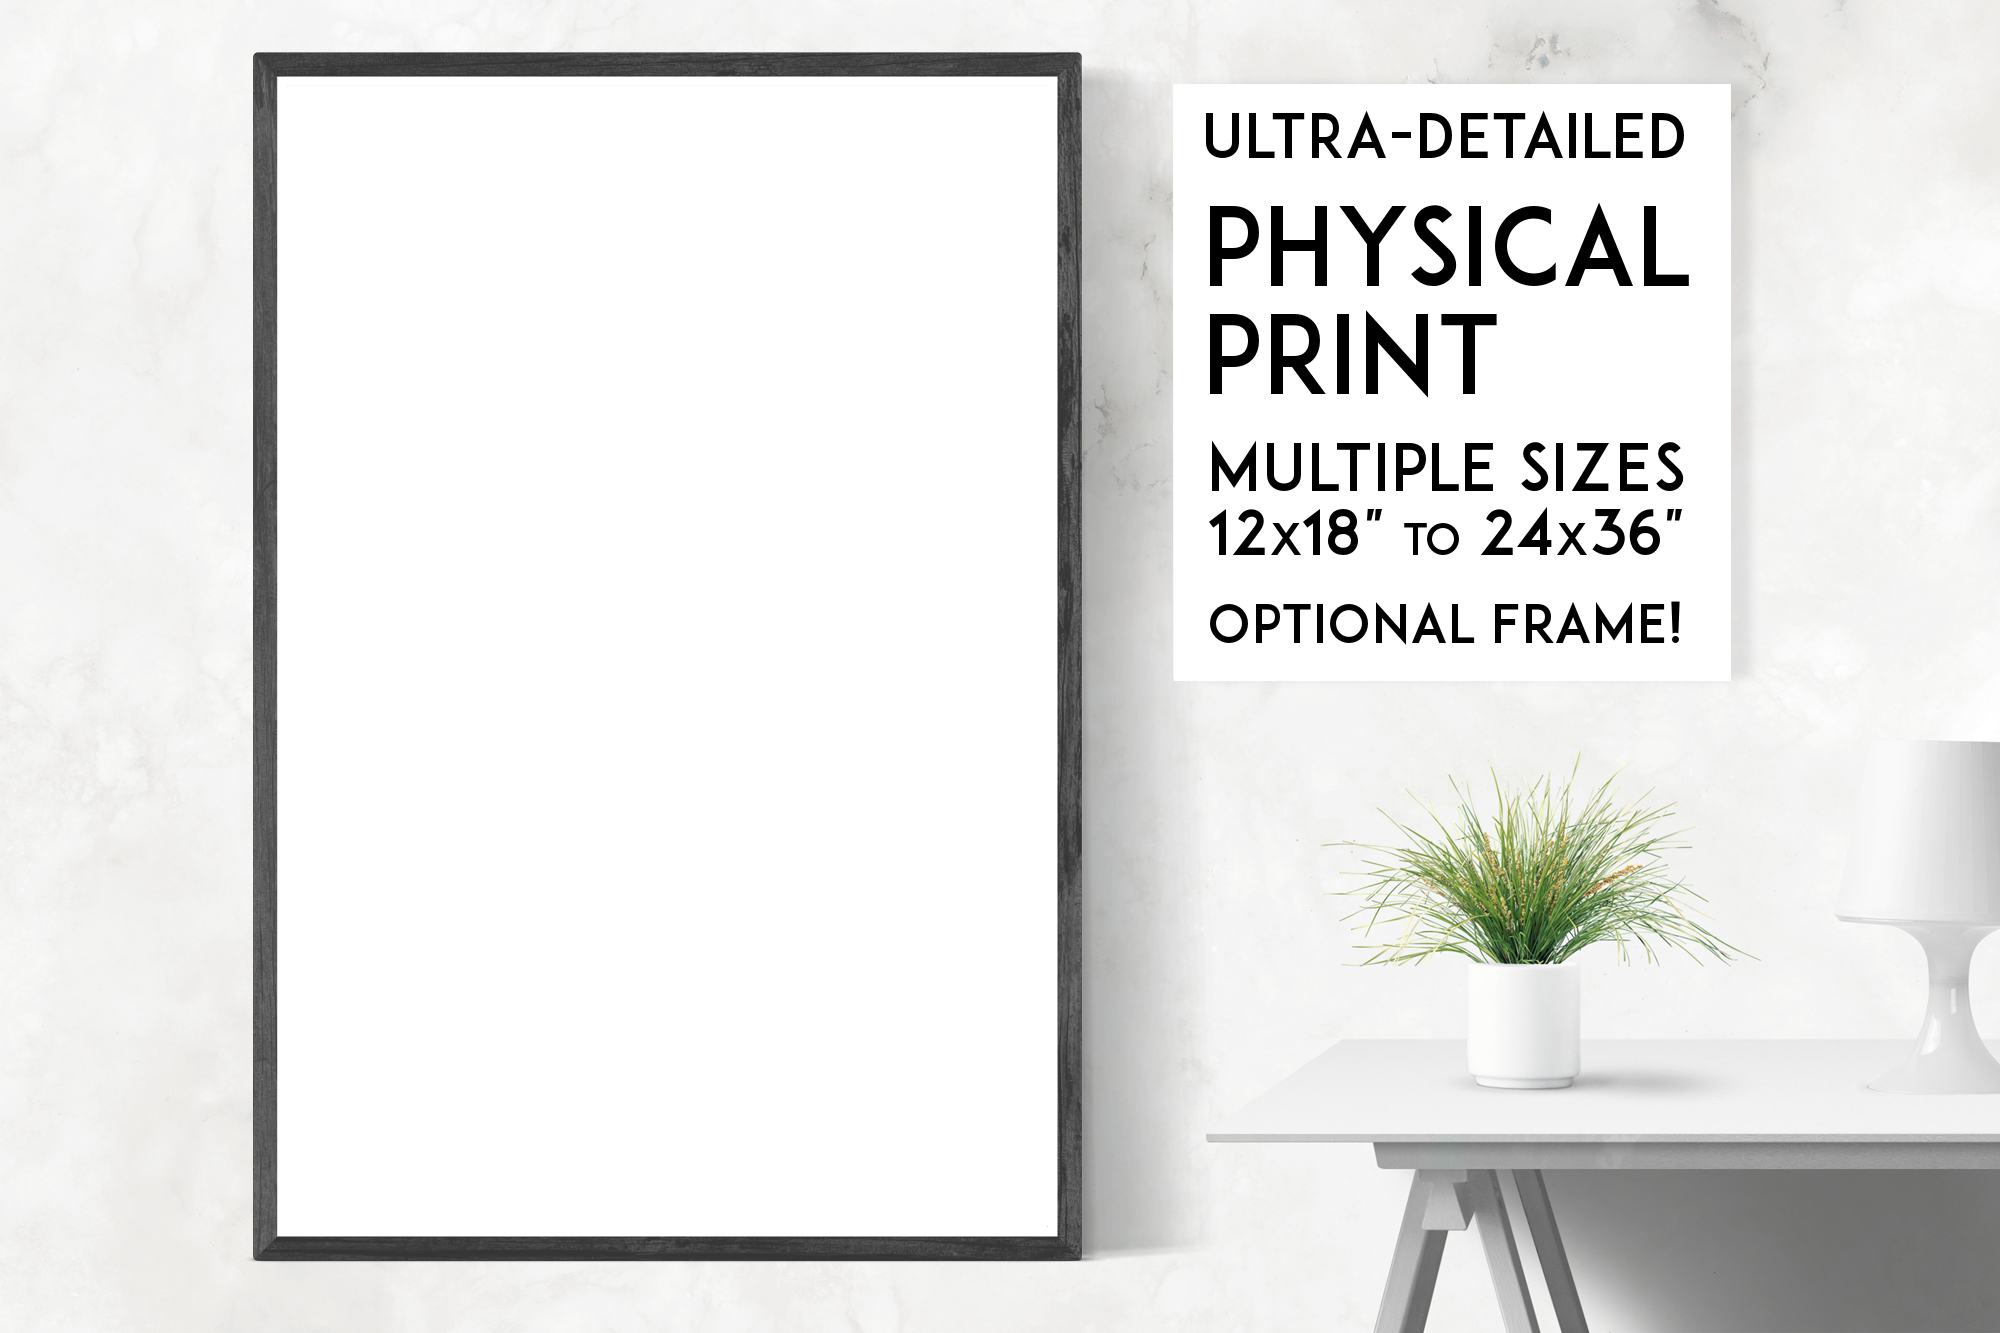 ULTRA-DETAILED
PHYSICAL
PRINT
MULTIPLE SIZES
12x18" TO 24x36"
OPTIONAL FRAME!